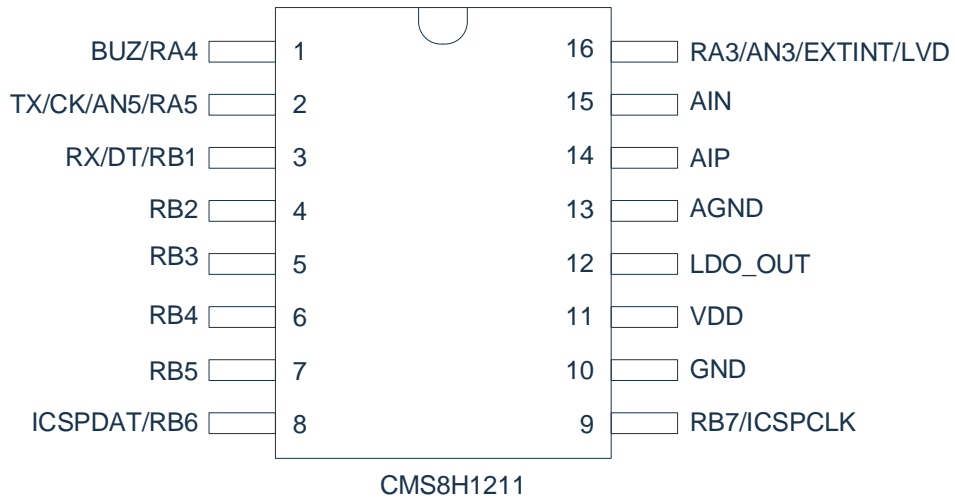 BUZ/RA4 1 16 RA3/AN3/EXTINT/LVD
TX/CK/AN5/RA5 2 15 AIN
RX/DT/RB1 3 14 AIP
RB2 4 13 AGND
RB3 5 12 LDO_OUT
RB4 6 11 VDD
RB5 7 10 GND
ICSPDAT/RB6 8 9 RB7/ICSPCLK
CMS8H1211